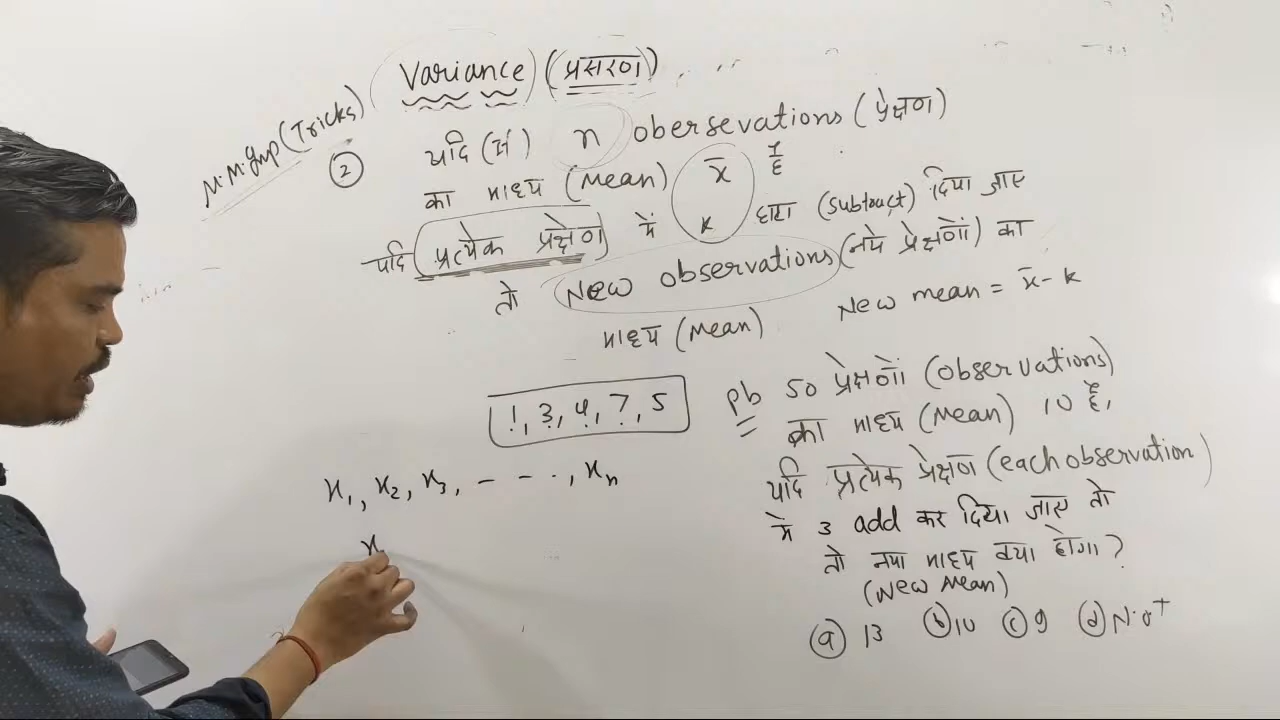 Variance (प्रसरण)
M.M. Gup (Tricks)
② यदि n obersevations (प्रेक्षण)
का माध्य (Mean) x̄ है
यदि प्रत्येक प्रेक्षण में k द्वारा (subtract) दिया जाए
तो New observations (नये प्रेक्षणों) का
माध्य (Mean) New mean = x̄ - k
1, 3, 4, 7, 5
x₁, x₂, x₃, - - - ., xₙ
x
Pb 50 प्रेक्षणों (observations)
का माध्य (Mean) 10 है,
यदि प्रत्येक प्रेक्षण (each observation)
में 3 add कर दिया जाए तो
तो नया माध्य क्या होगा?
(New Mean)
ⓐ 13 ⓑ 10 ⓒ 9 ⓓ N.o.t